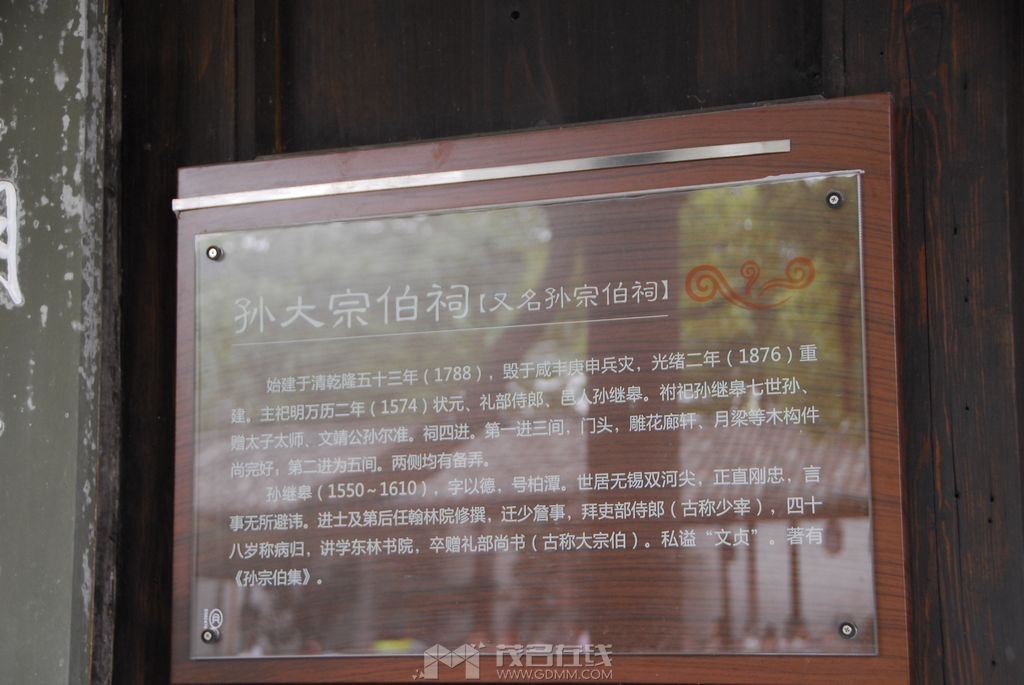 孙大宗伯祠【又名孙宗伯祠】
始建于清乾隆五十三年（1788），毁于咸丰庚申兵灾，光绪二年（1876）重
建。主祀明万历二年（1574）状元、礼部侍郎、邑人孙继皋。祔祀孙继皋七世孙、
赠太子太师、文靖公孙尔准。祠四进。第一进三间，门头，雕花廊轩、月梁等木构件
尚完好；第二进为五间。两侧均有备弄。
孙继皋（1550～1610），字以德，号柏潭。世居无锡双河尖，正直刚忠，言
事无所避讳。进士及第后任翰林院修撰，迁少詹事，拜吏部侍郎（古称少宰），四十
八岁称病归，讲学东林书院，卒赠礼部尚书（古称大宗伯）。私谥“文贞”。著有
《孙宗伯集》。
茂名在线
WWW.GDMM.COM